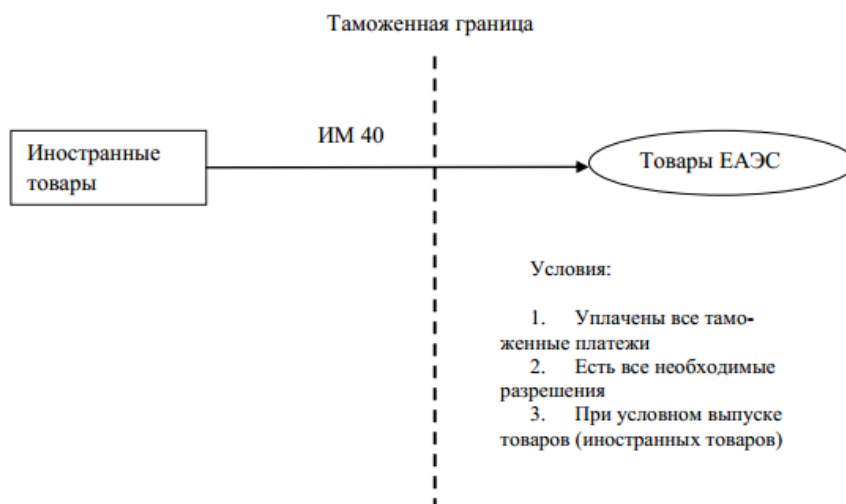 Таможенная граница
ИМ 40
Иностранные
товары
Товары ЕАЭС
Условия:
1. Уплачены все тамо-
женные платежи
2. Есть все необходимые
разрешения
3. При условном выпуске
товаров (иностранных товаров)